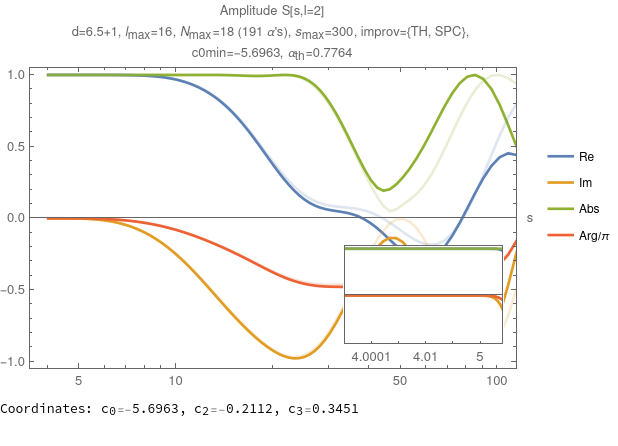 Amplitude S[s,l=2]
d=6.5+1, lmax=16, Nmax=18 (191 α's), smax=300, improv={TH, SPC},
c0min=-5.6963, αth=0.7764
1.0
0.5
0.0
-0.5
-1.0
s
Re
Im
Abs
Arg/π
4.0001 4.01 5
5 10 50 100
Coordinates: c0=-5.6963, c2=-0.2112, c3=0.3451